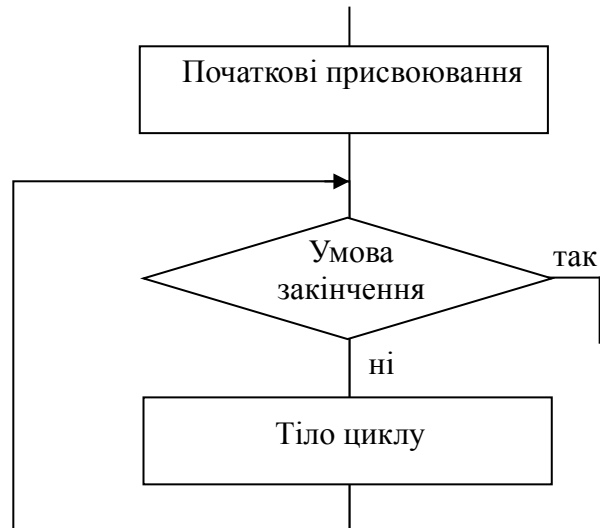 Початкові присвоювання
Умова
закінчення
так
ні
Тіло циклу